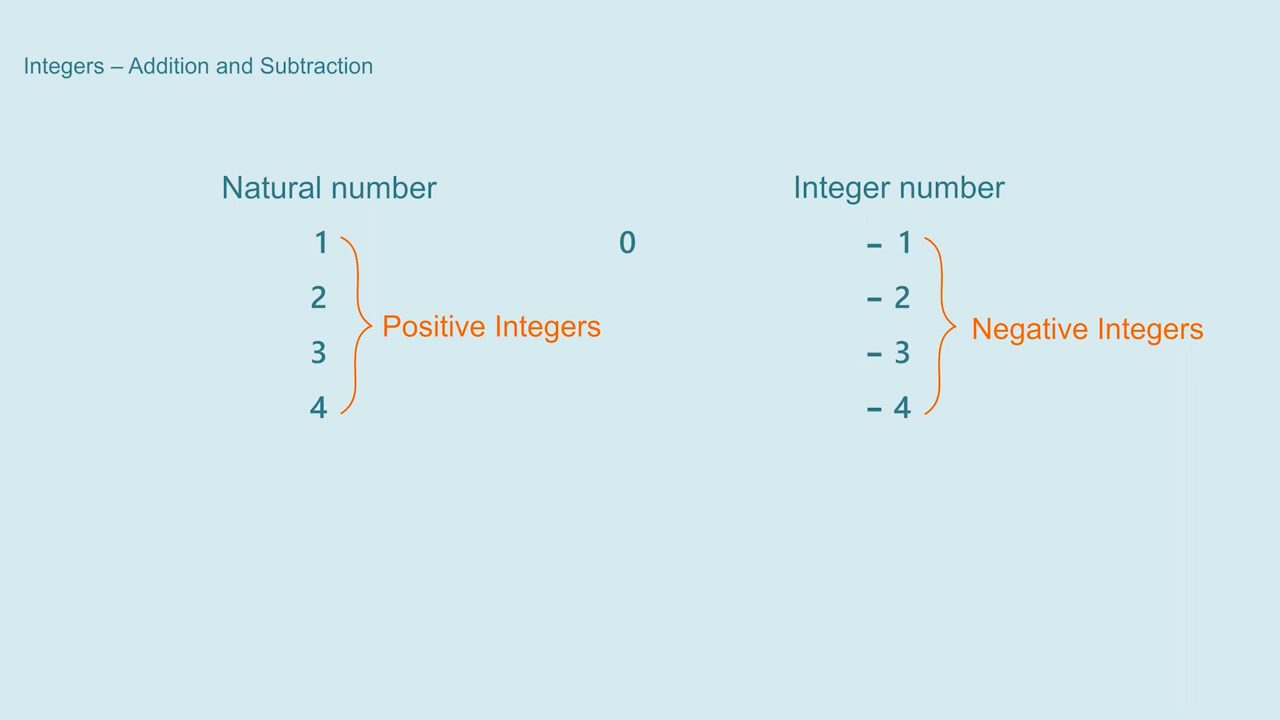 Integers – Addition and Subtraction
Natural number
Integer number
1
0
– 1
2
– 2
Positive Integers
Negative Integers
3
– 3
4
– 4